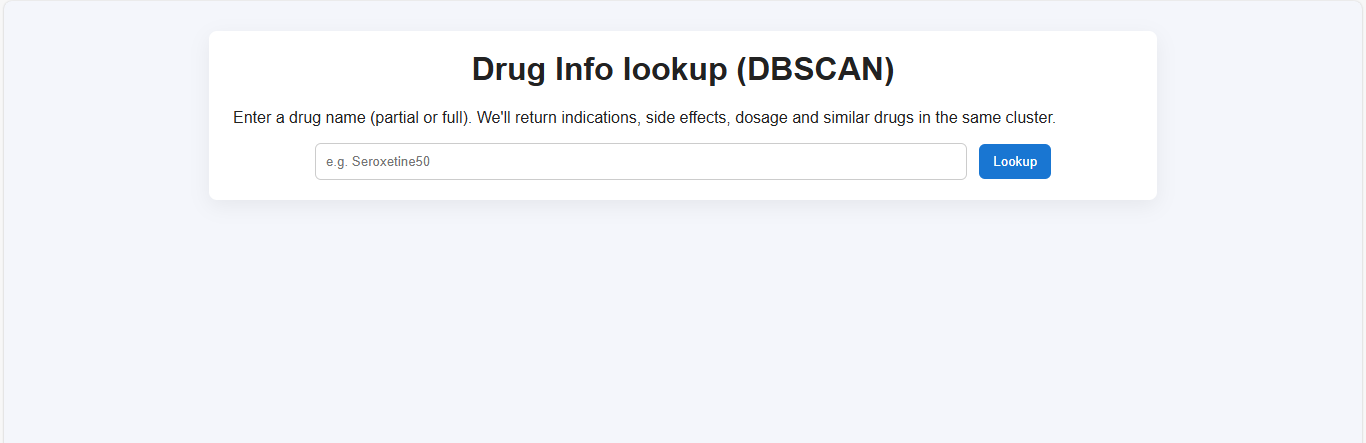 Drug Info lookup (DBSCAN)
Enter a drug name (partial or full). We'll return indications, side effects, dosage and similar drugs in the same cluster.
e.g. Seroxetine50
Lookup